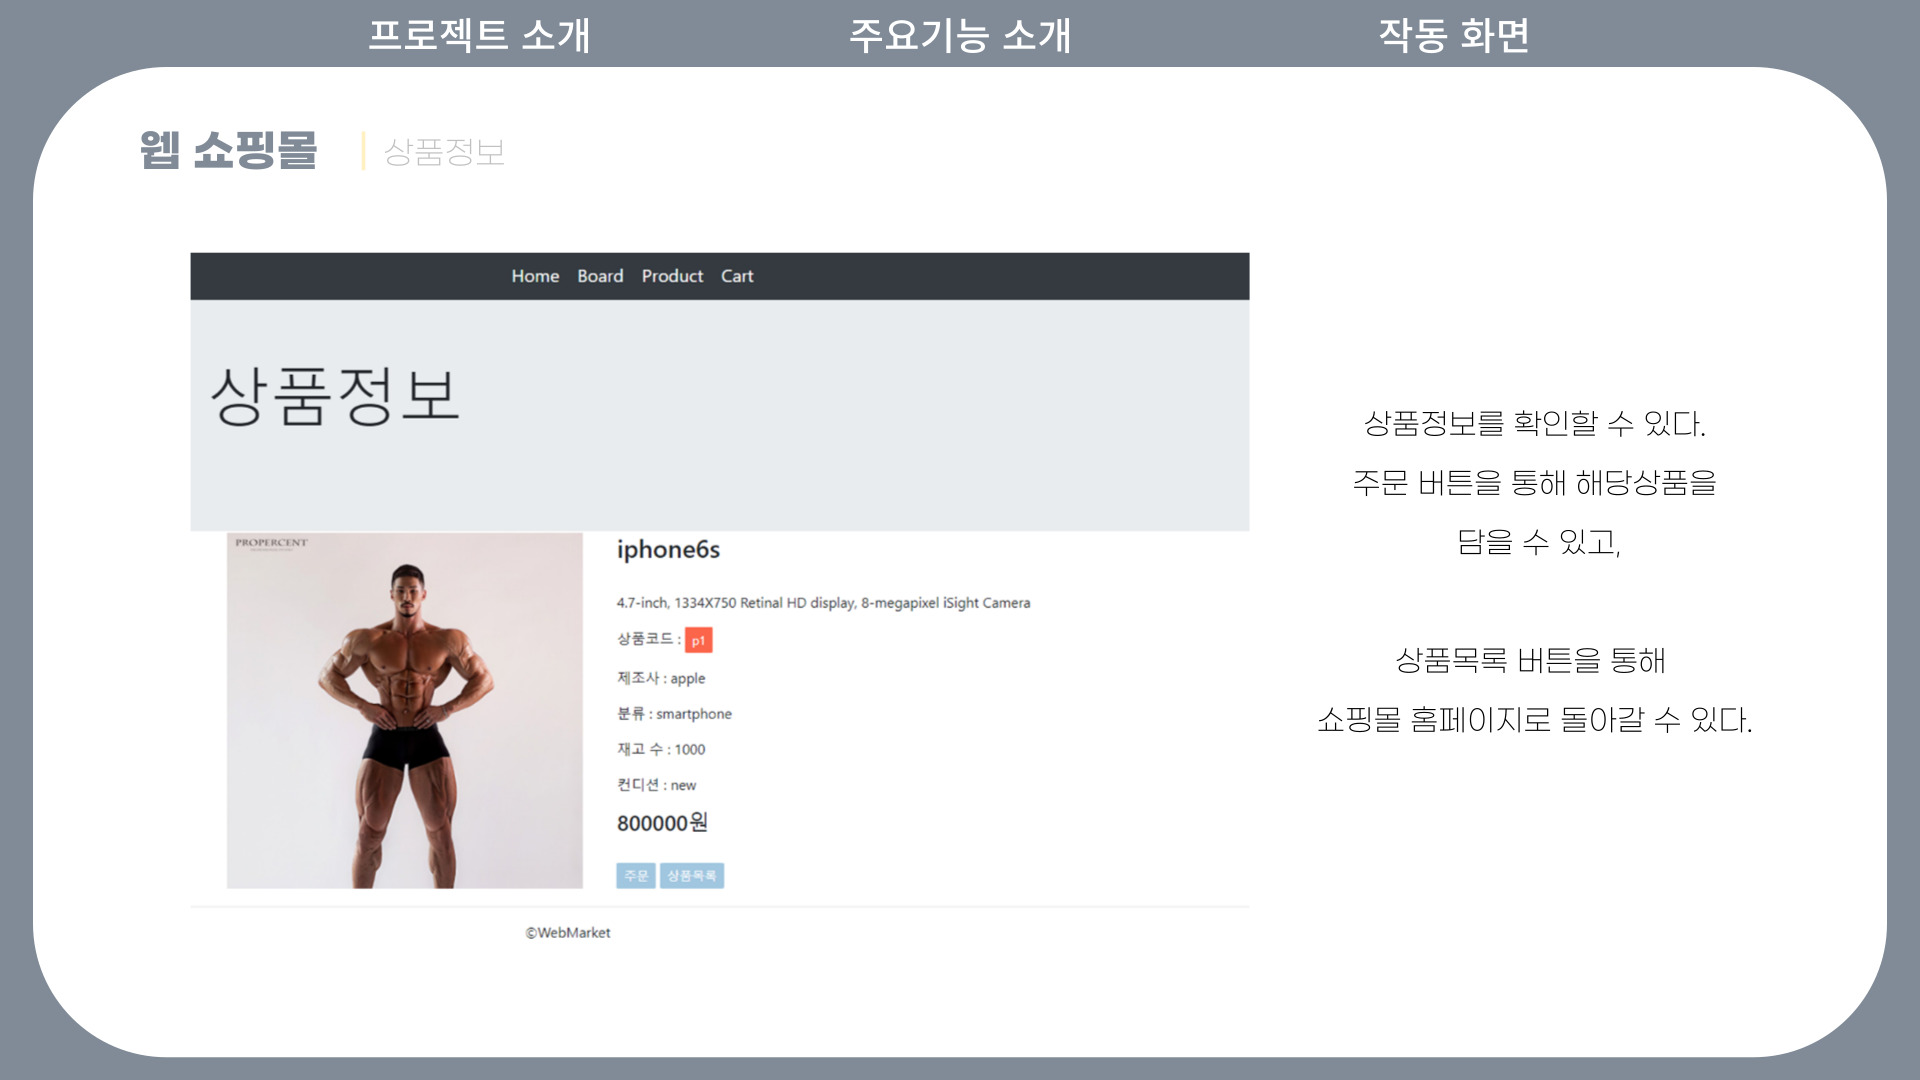 프로젝트 소개
주요기능 소개
작동 화면
웹 쇼핑몰
상품정보
Home Board Product Cart
상품정보
PROPERCENT
iphone6s
4.7-inch, 1334X750 Retinal HD display, 8-megapixel iSight Camera
상품코드 : p1
제조사 : apple
분류 : smartphone
재고 수 : 1000
컨디션 : new
800000원
주문 상품목록
©WebMarket
상품정보를 확인할 수 있다.
주문 버튼을 통해 해당상품을
담을 수 있고,
상품목록 버튼을 통해
쇼핑몰 홈페이지로 돌아갈 수 있다.